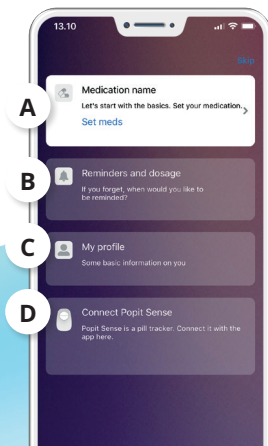 13.10
Skip
A
Medication name
Let's start with the basics. Set your medication.
Set meds
B
Reminders and dosage
If you forget, when would you like to
be reminded?
C
My profile
Some basic information on you
D
Connect Popit Sense
Popit Sense is a pill tracker. Connect it with the
app here.